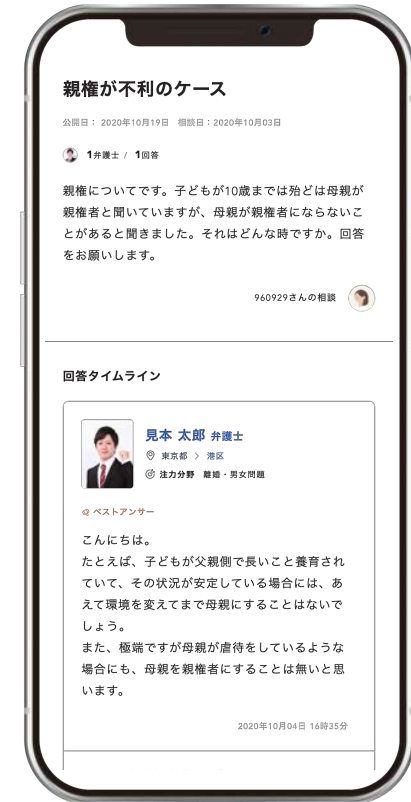 親権が不利のケース
公開日： 2020年10月19日　相談日：2020年10月03日
1弁護士 / 1回答
親権についてです。子どもが10歳までは殆どは母親が
親権者と聞いていますが、母親が親権者にならないこ
とがあると聞きました。それはどんな時ですか。回答
をお願いします。
960929さんの相談
回答タイムライン
見本 太郎 弁護士
東京都 > 港区
注力分野 離婚・男女問題
ベストアンサー
こんにちは。
たとえば、子どもが父親側で長いこと養育され
ていて、その状況が安定している場合には、あ
えて環境を変えてまで母親にすることはないで
しょう。
また、極端ですが母親が虐待をしているような
場合にも、母親を親権者にすることは無いと思
います。
2020年10月04日 16時35分